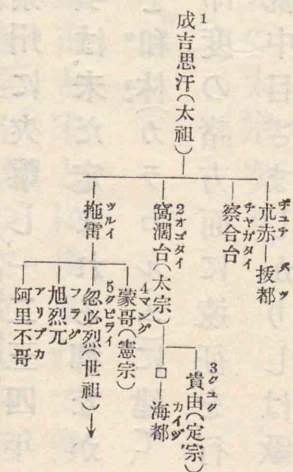 1
成吉思汗(太祖)
朮赤
ヂュチ
拔都
バツ
察合台
チャガタイ
2
窩濶台(太宗)
オゴタイ
3
貴由(定宗)
クユク
□
海都
カイヅ
拖雷
ツルイ
4
蒙哥(憲宗)
マング
5
忽必烈(世祖)
クビライ
旭烈兀
フラグ
阿里不哥
アリブカ